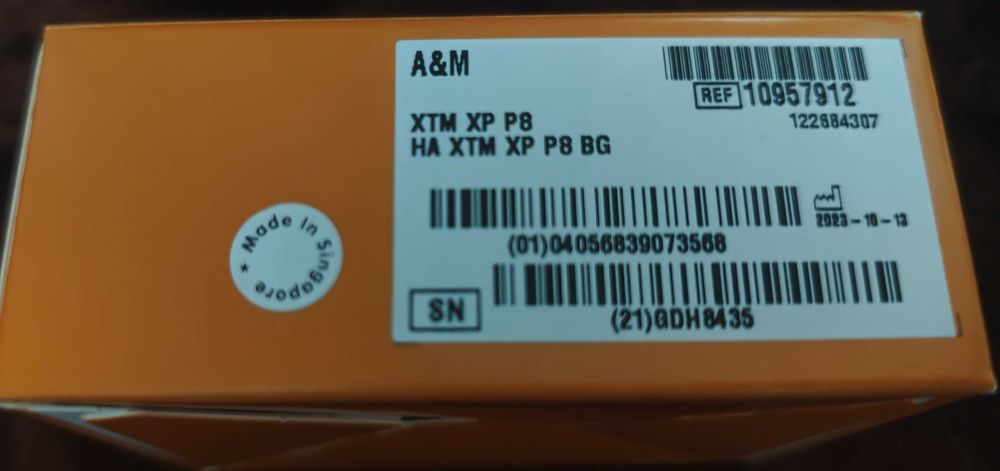 A&M
REF 10957912
122684307
XTM XP P8
HA XTM XP P8 BG
2023-10-13
(01)04056839073568
SN
(21)GDH8435
★ Made in Singapore